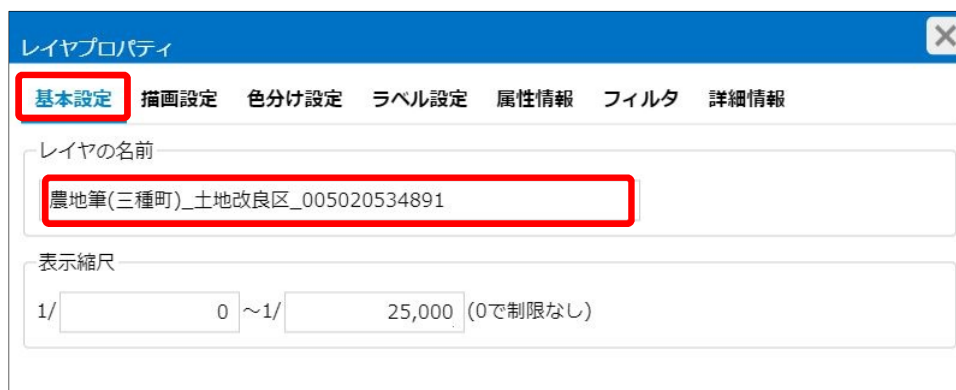 レイヤプロパティ
基本設定 描画設定 色分け設定 ラベル設定 属性情報 フィルタ 詳細情報
レイヤの名前
農地筆(三種町)_土地改良区_005020534891
表示縮尺
1/ 0 ～1/ 25,000 (0で制限なし)